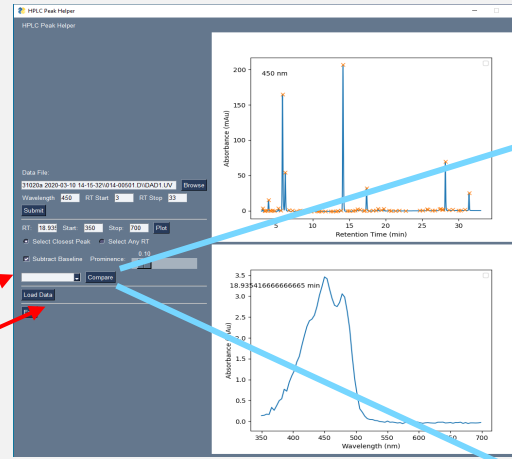 HPLC Peak Helper
HPLC Peak Helper
Data File:
31020a 2020-03-10 14-15-32\014-00501.D\DAD1.UV Browse
Wavelength 450 RT Start 3 RT Stop 33
Submit
RT: 18.935 Start: 350 Stop 700 Plot
Select Closest Peak Select Any RT
Subtract Baseline Prominence: 0.10
Compare
Load Data
450 nm
Absorbance (mAu)
200
150
100
50
0
5 10 15 20 25 30
Retention Time (min)
18.935416666666665 min
Absorbance (mAu)
3.5
3.0
2.5
2.0
1.5
1.0
0.5
0.0
350 400 450 500 550 600 650 700
Wavelength (nm)